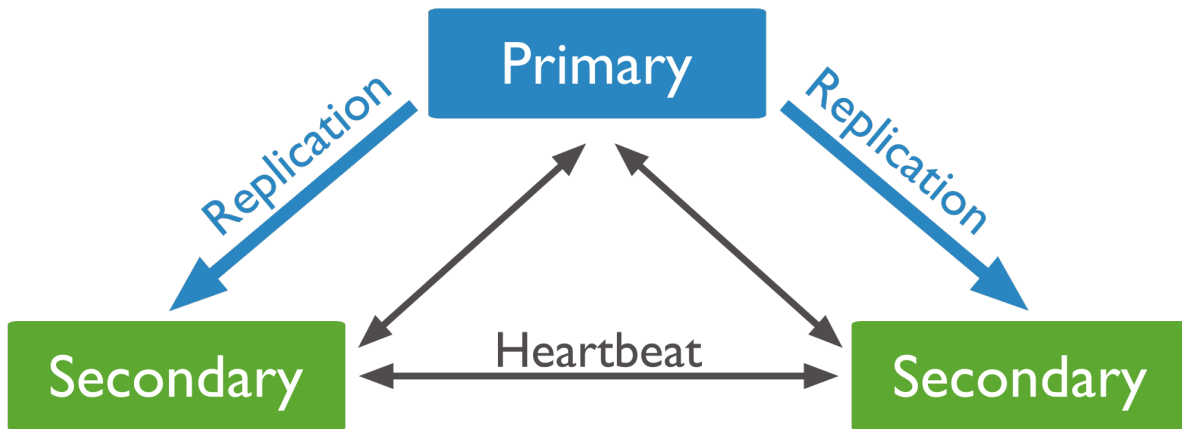 Primary
Replication
Replication
Heartbeat
Secondary
Secondary